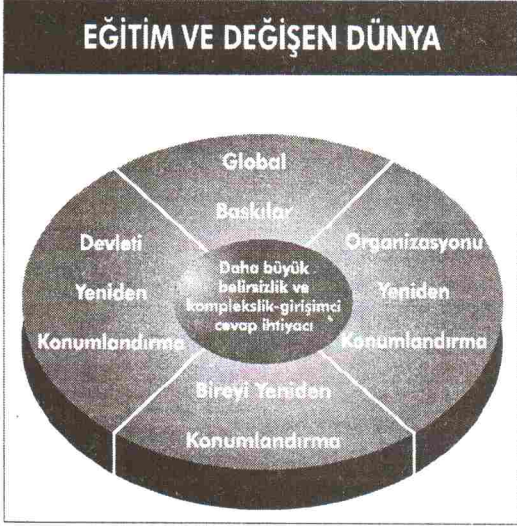 EĞİTİM VE DEĞİŞEN DÜNYA
Global
Baskılar
Devleti
Yeniden
Konumlandırma
Organizasyonu
Yeniden
Konumlandırma
Daha büyük
belirsizlik ve
komplekslik-girişimci
cevap ihtiyacı
Bireyi Yeniden
Konumlandırma